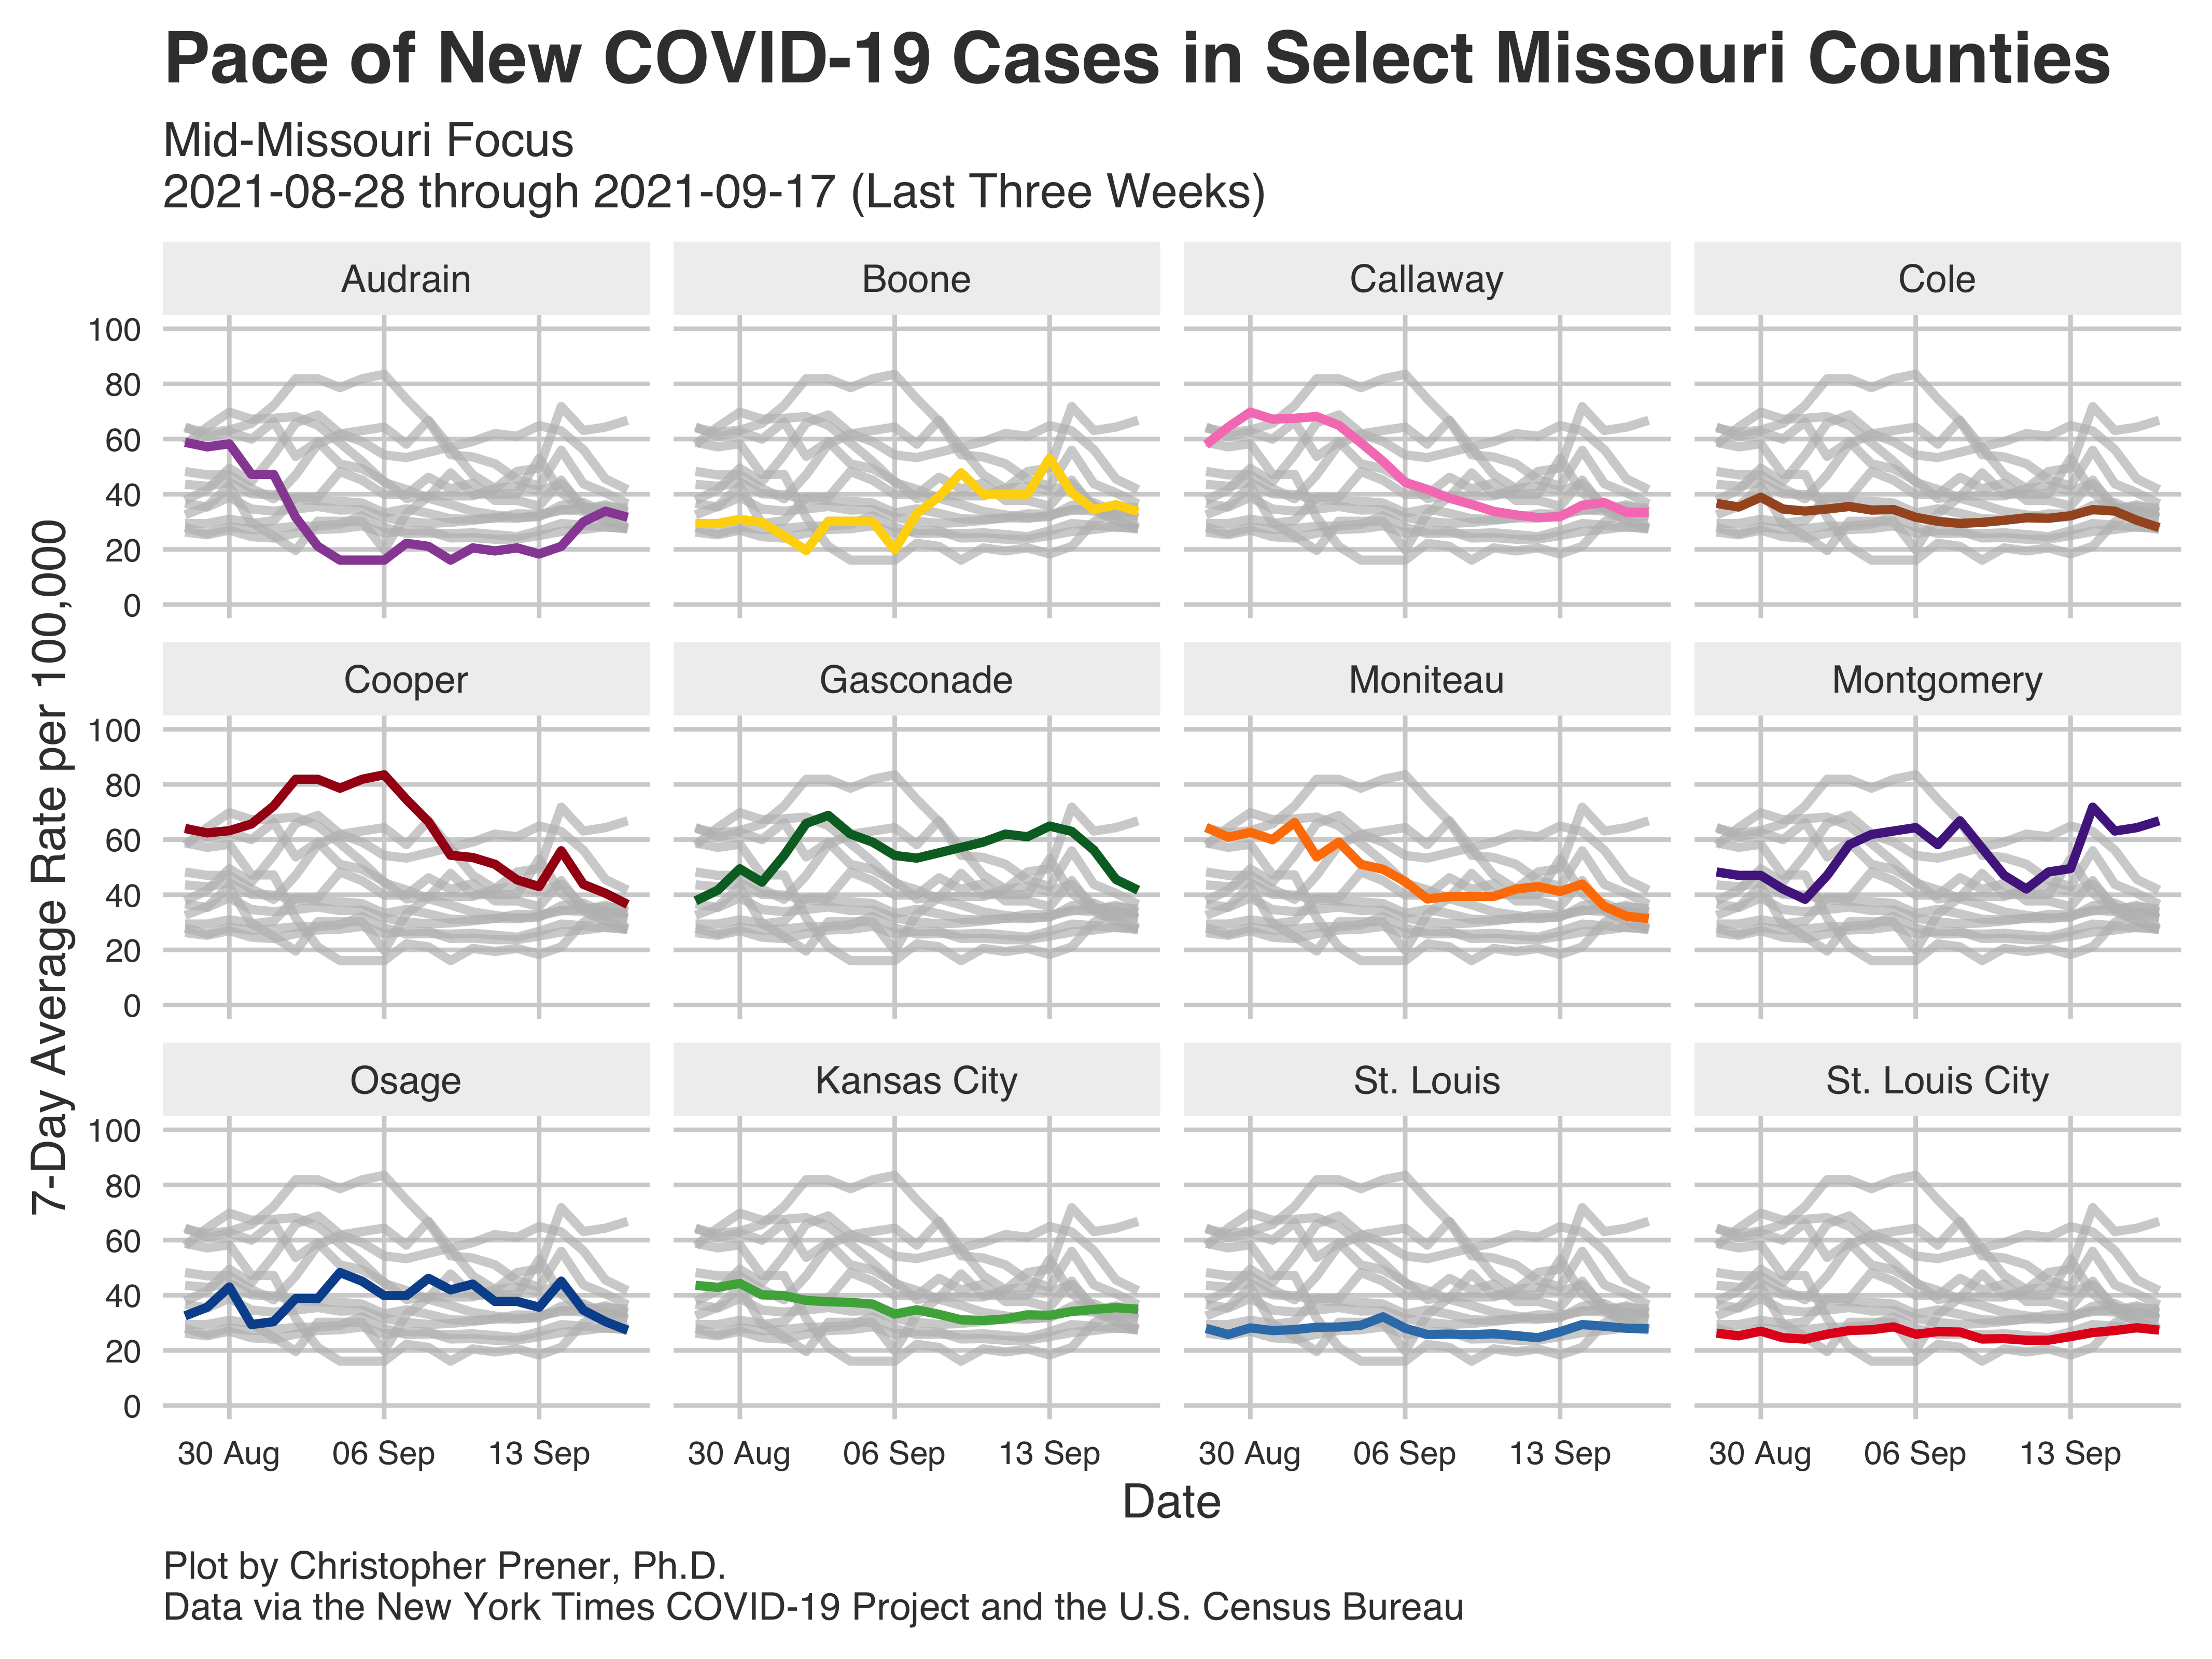 Pace of New COVID-19 Cases in Select Missouri Counties
Mid-Missouri Focus
2021-08-28 through 2021-09-17 (Last Three Weeks)
7-Day Average Rate per 100,000
Audrain
Boone
Callaway
Cole
100
80
60
40
20
0
Cooper
Gasconade
Moniteau
Montgomery
100
80
60
40
20
0
Osage
Kansas City
St. Louis
St. Louis City
100
80
60
40
20
0
30 Aug 06 Sep 13 Sep
30 Aug 06 Sep 13 Sep
30 Aug 06 Sep 13 Sep
30 Aug 06 Sep 13 Sep
Date
Plot by Christopher Prener, Ph.D.
Data via the New York Times COVID-19 Project and the U.S. Census Bureau